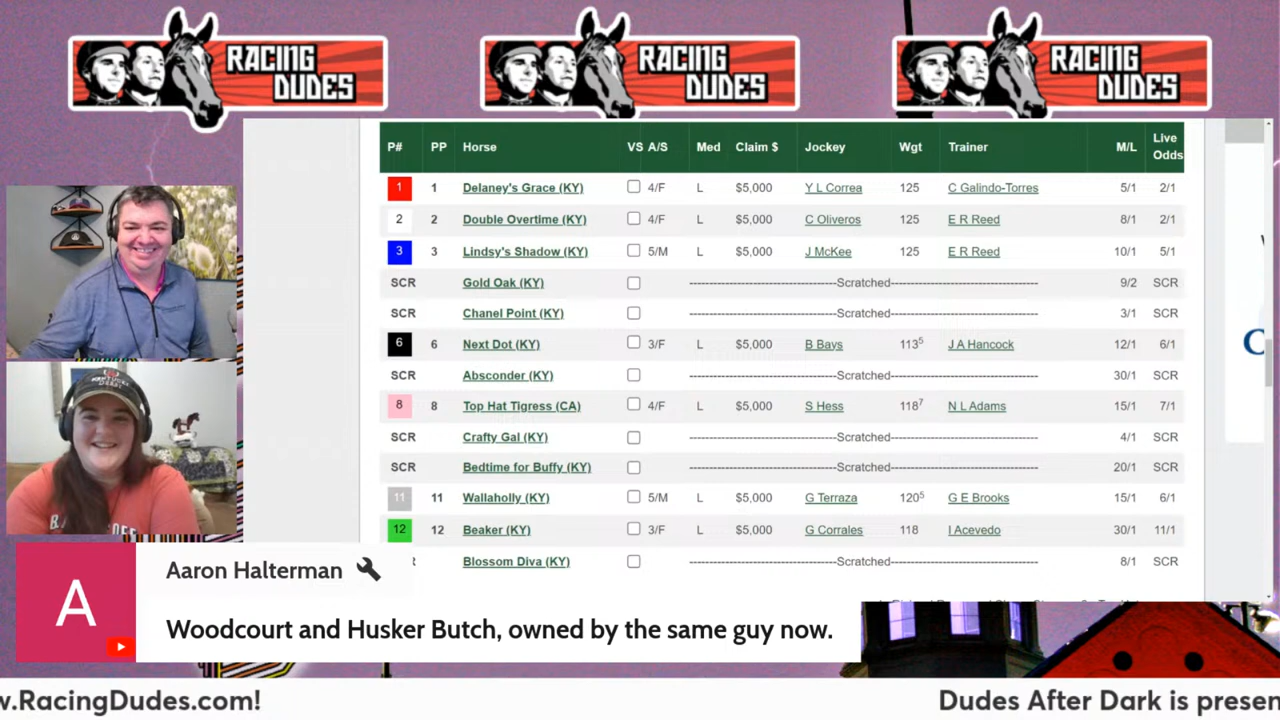 RACING DUDES
RACING DUDES
RACING DUDES
P# PP Horse VS A/S Med Claim $ Jockey Wgt Trainer M/L Live Odds
1 1 Delaney's Grace (KY) 4/F L $5,000 Y L Correa 125 C Galindo-Torres 5/1 2/1
2 2 Double Overtime (KY) 4/F L $5,000 C Oliveros 125 E R Reed 8/1 2/1
3 3 Lindsy's Shadow (KY) 5/M L $5,000 J McKee 125 E R Reed 10/1 5/1
SCR Gold Oak (KY) -----Scratched----- 9/2 SCR
SCR Chanel Point (KY) -----Scratched----- 3/1 SCR
6 6 Next Dot (KY) 3/F L $5,000 B Bays 113⁵ J A Hancock 12/1 6/1
SCR Absconder (KY) -----Scratched----- 30/1 SCR
8 8 Top Hat Tigress (CA) 4/F L $5,000 S Hess 118⁷ N L Adams 15/1 7/1
SCR Crafty Gal (KY) -----Scratched----- 4/1 SCR
SCR Bedtime for Buffy (KY) -----Scratched----- 20/1 SCR
11 11 Wallaholly (KY) 5/M L $5,000 G Terraza 120⁵ G E Brooks 15/1 6/1
12 12 Beaker (KY) 3/F L $5,000 G Corrales 118 I Acevedo 30/1 11/1
Blossom Diva (KY) -----Scratched----- 8/1 SCR
KENTUCKY DERBY
A
Aaron Halterman
Woodcourt and Husker Butch, owned by the same guy now.
w.RacingDudes.com! Dudes After Dark is presen